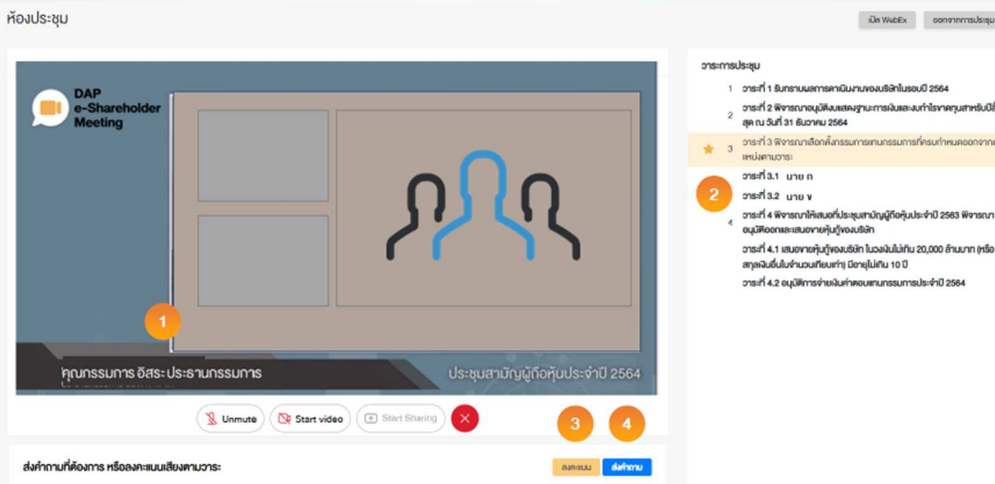 ห้องประชุม
เปิด WebEx
ออกจากการประชุม
DAP
e-Shareholder
Meeting
1
คุณกรรมการ อิสระ ประธานกรรมการ
ประชุมสามัญผู้ถือหุ้นประจำปี 2564
Unmute
Start video
Start Sharing
3
4
ส่งคำถามที่ต้องการ หรือลงคะแนนเสียงตามวาระ
ลงคะแนน
ส่งคำถาม
วาระการประชุม
1 วาระที่ 1 รับทราบผลการดำเนินงานของบริษัทในรอบปี 2564
2 วาระที่ 2 พิจารณาอนุมัติงบแสดงฐานะการเงินและงบกำไรขาดทุนสำหรับปีสิ้น
สุด ณ วันที่ 31 ธันวาคม 2564
3 วาระที่ 3 พิจารณาเลือกตั้งกรรมการแทนกรรมการที่ครบกำหนดออกจากตำ
แหน่งตามวาระ
วาระที่ 3.1 นาย ก
2
วาระที่ 3.2 นาย ข
4 วาระที่ 4 พิจารณาให้เสนอที่ประชุมสามัญผู้ถือหุ้นประจำปี 2563 พิจารณา
อนุมัติออกและเสนอขายหุ้นกู้ของบริษัท
วาระที่ 4.1 เสนอขายหุ้นกู้ของบริษัท ในวงเงินไม่เกิน 20,000 ล้านบาท (หรือ
สกุลเงินอื่นในจำนวนเทียบเท่า) มีอายุไม่เกิน 10 ปี
วาระที่ 4.2 อนุมัติการจ่ายเงินค่าตอบแทนกรรมการประจำปี 2564